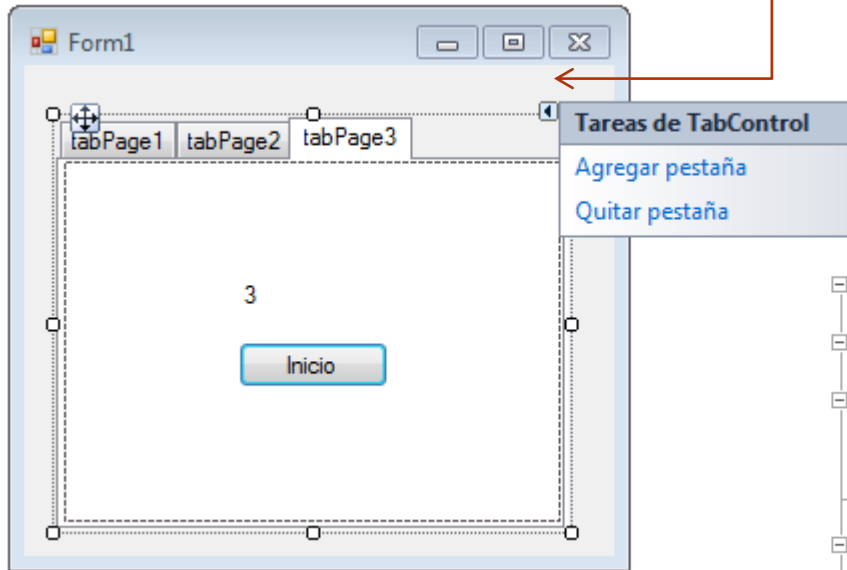 Form1
tabPage1 tabPage2 tabPage3
Tareas de TabControl
Agregar pestaña
Quitar pestaña
3
Inicio